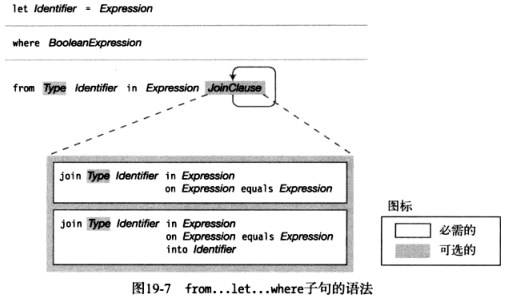 let Identifier = Expression
where BooleanExpression
from Type Identifier in Expression JoinClause
join Type Identifier in Expression
on Expression equals Expression
join Type Identifier in Expression
on Expression equals Expression
into Identifier
图标
必需的
可选的
图19-7 from...let...where子句的语法